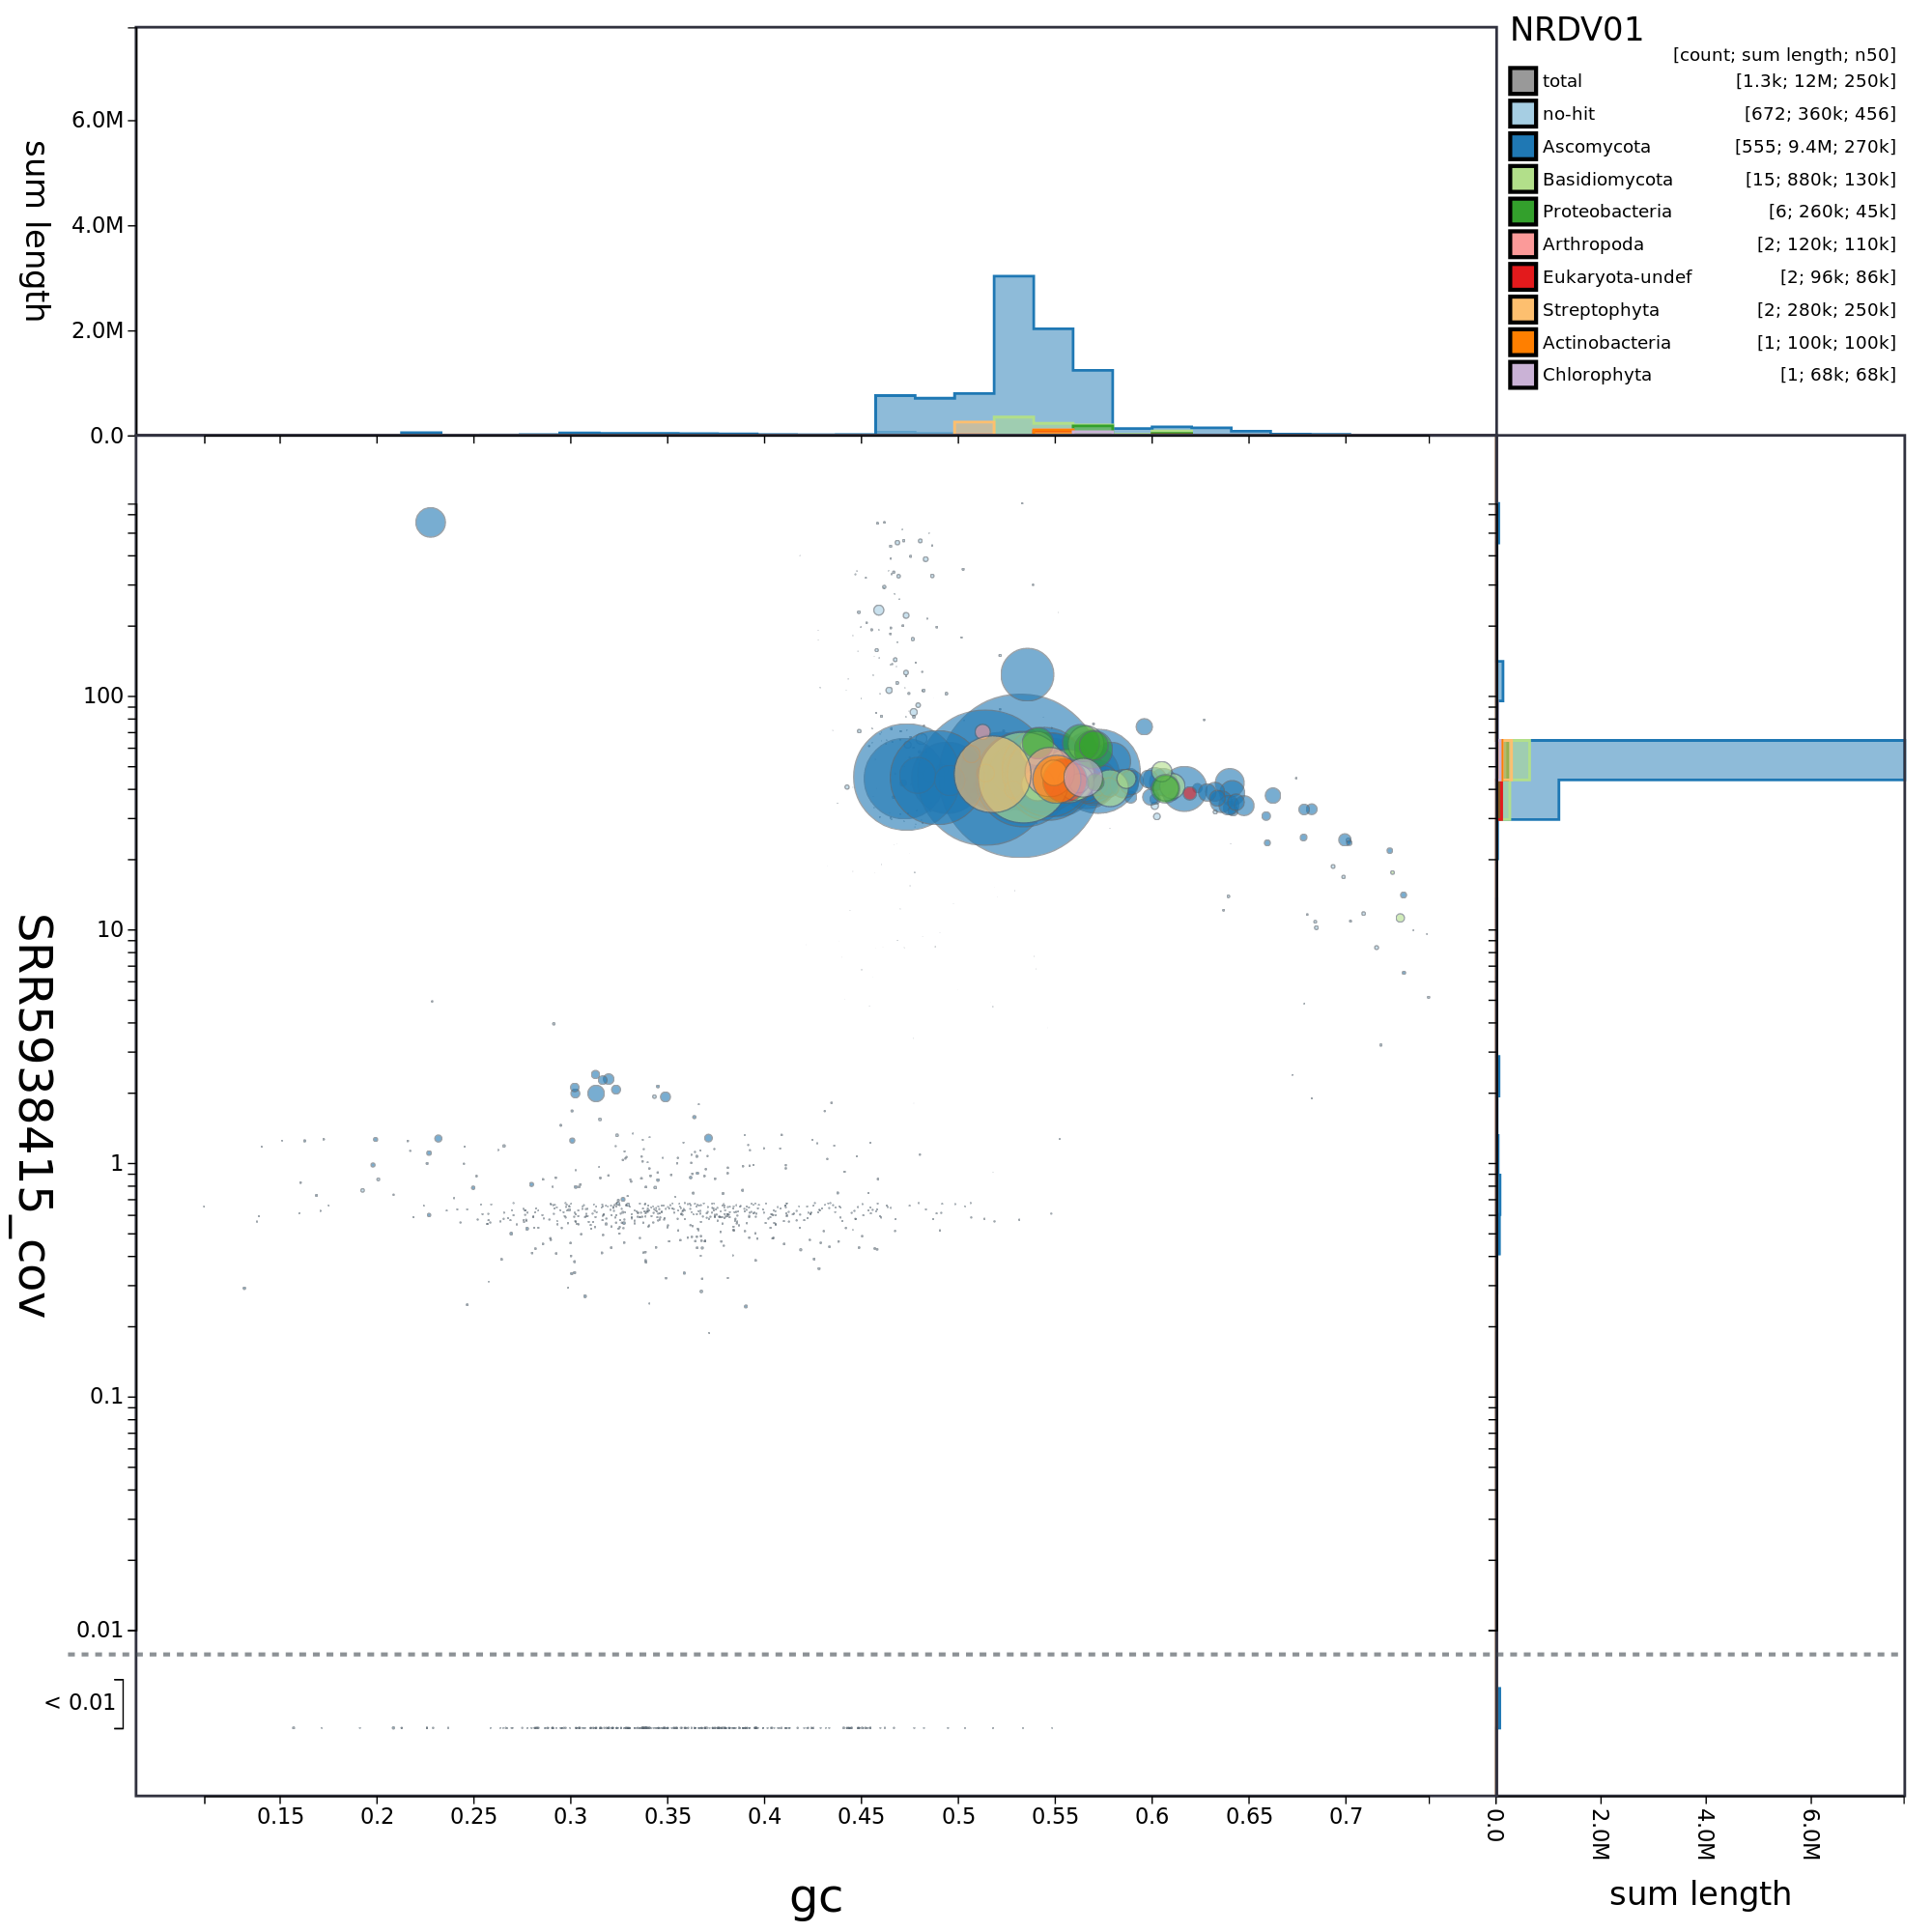 NRDV01
[count; sum length; n50]
total [1.3k; 12M; 250k]
no-hit [672; 360k; 456]
Ascomycota [555; 9.4M; 270k]
Basidiomycota [15; 880k; 130k]
Proteobacteria [6; 260k; 45k]
Arthropoda [2; 120k; 110k]
Eukaryota-undef [2; 96k; 86k]
Streptophyta [2; 280k; 250k]
Actinobacteria [1; 100k; 100k]
Chlorophyta [1; 68k; 68k]
sum length
6.0M
4.0M
2.0M
0.0
SRR5938415_cov
100
10
1
0.1
0.01
< 0.01
0.15 0.2 0.25 0.3 0.35 0.4 0.45 0.5 0.55 0.6 0.65 0.7
gc
0.0 2.0M 4.0M 6.0M
sum length